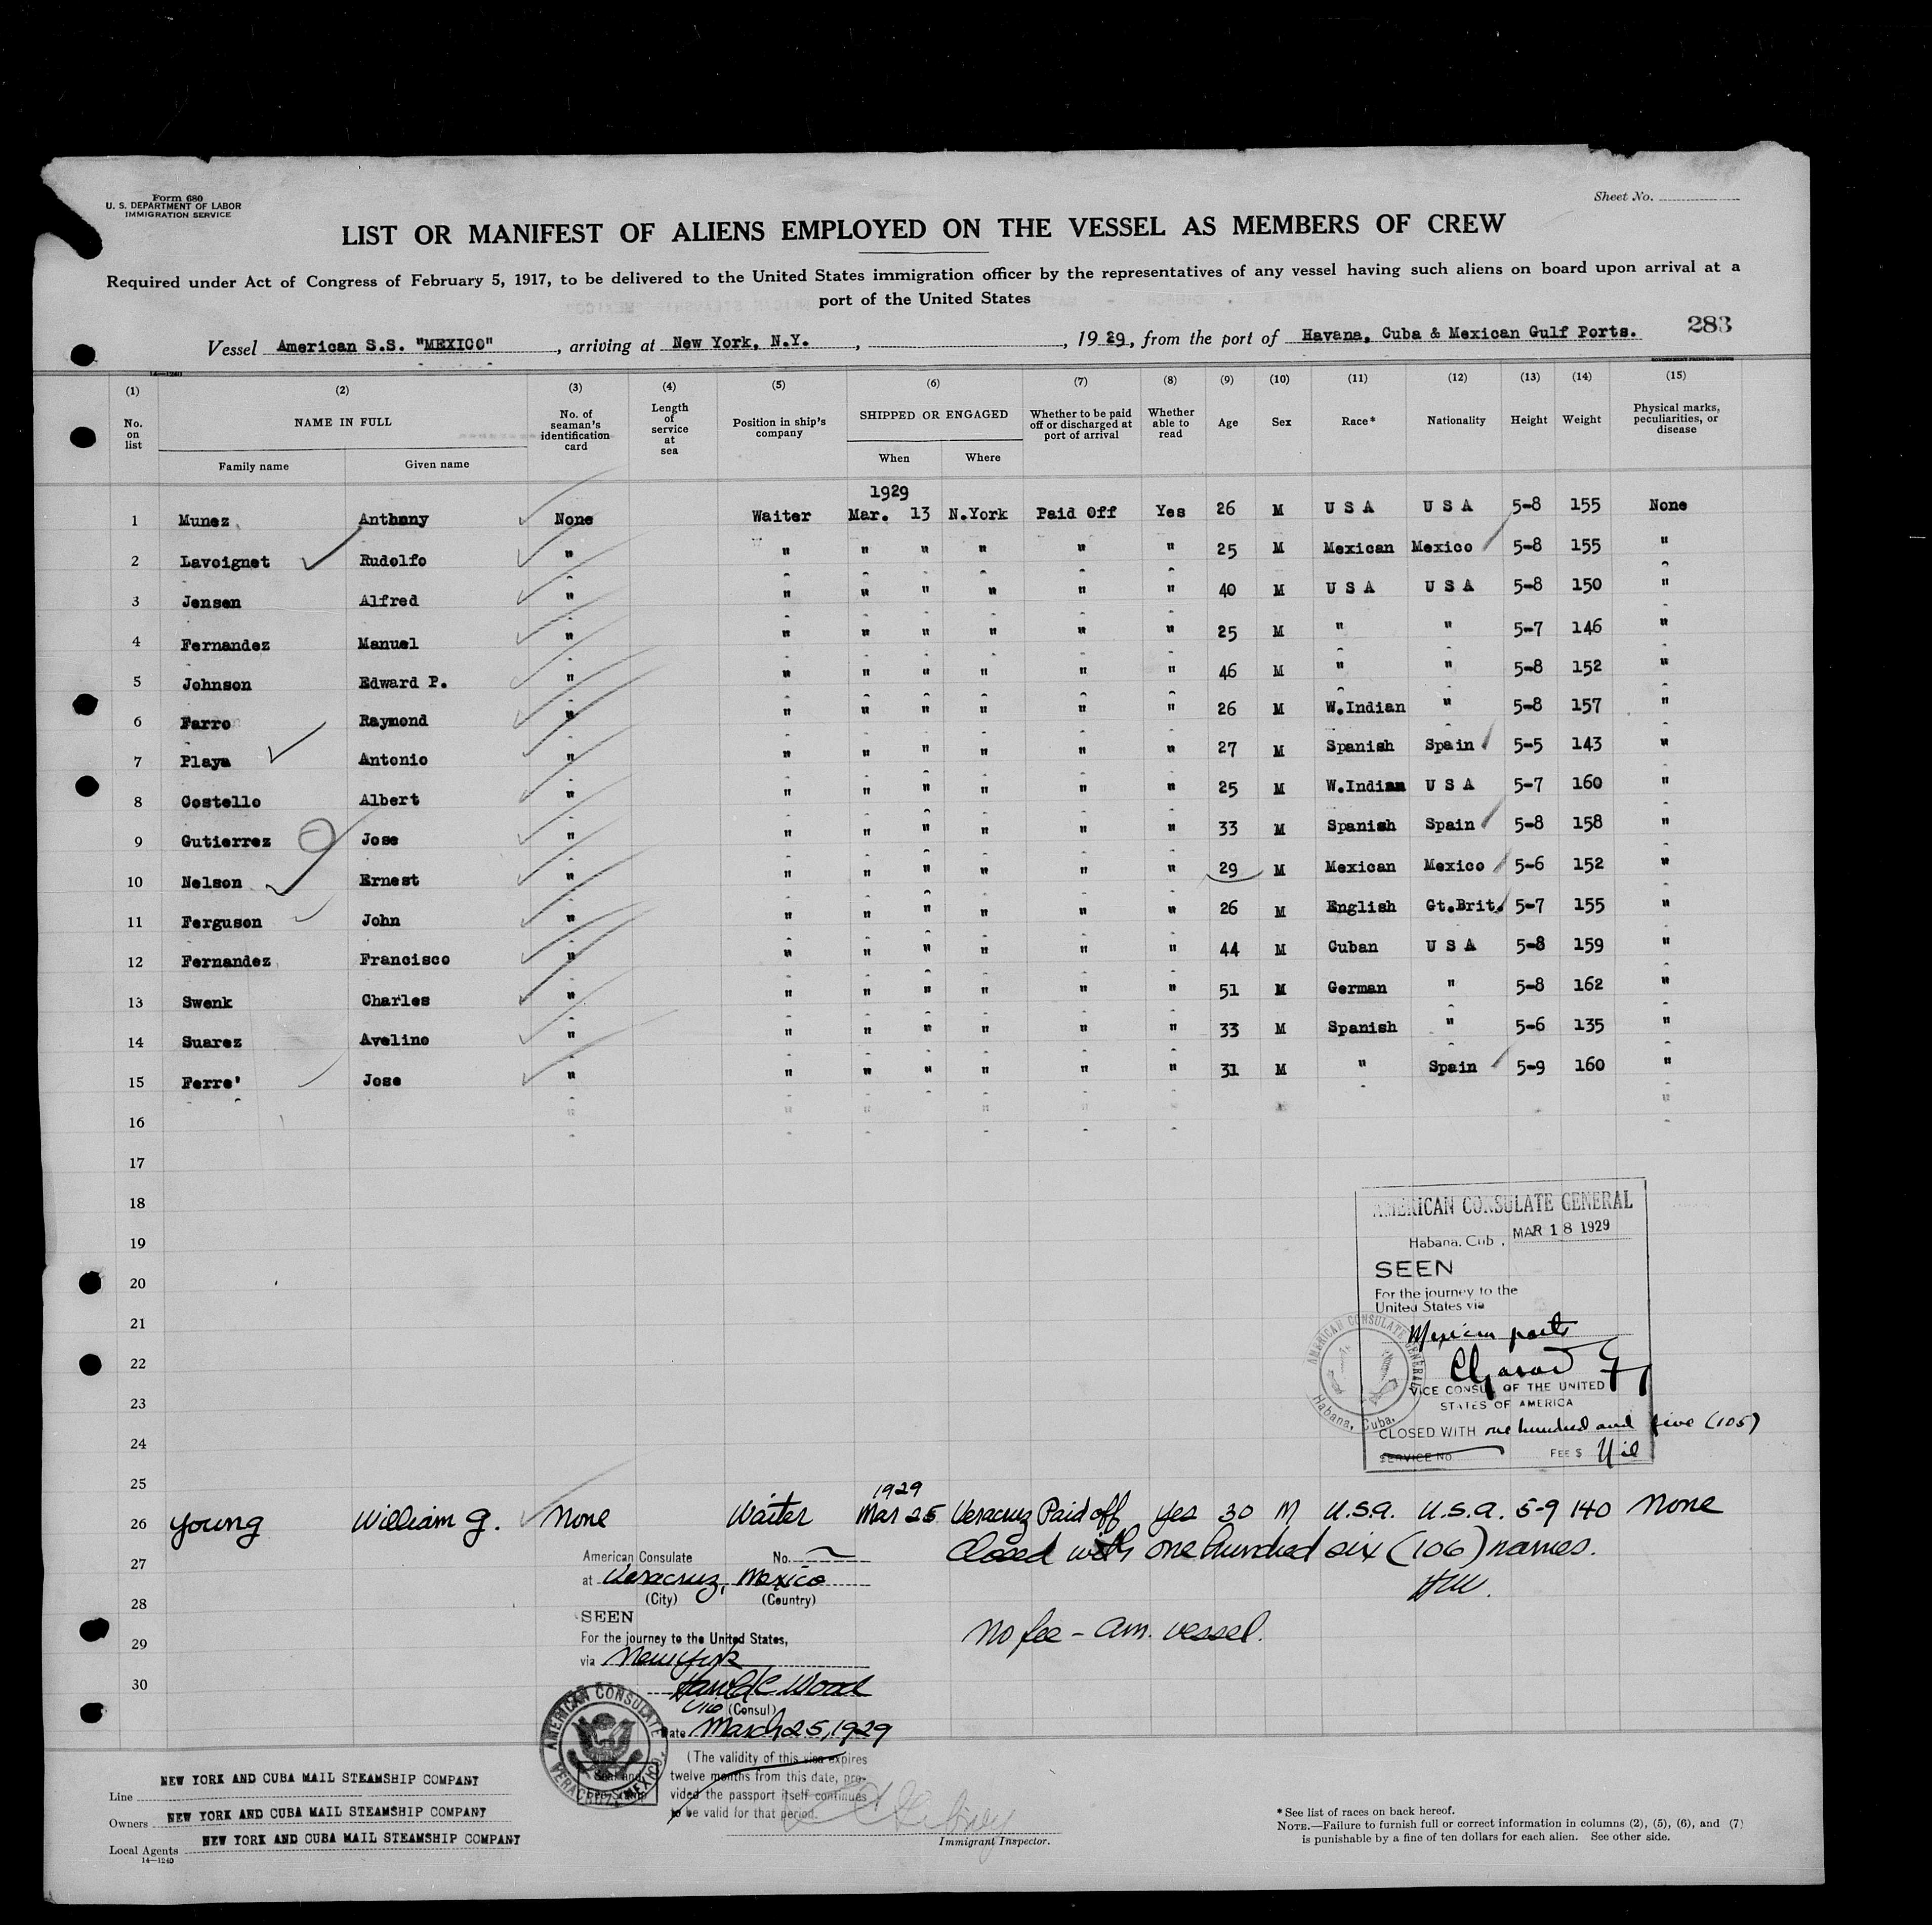 Form 680
U. S. DEPARTMENT OF LABOR
IMMIGRATION SERVICE
Sheet No.
LIST OR MANIFEST OF ALIENS EMPLOYED ON THE VESSEL AS MEMBERS OF CREW
Required under Act of Congress of February 5, 1917, to be delivered to the United States immigration officer by the representatives of any vessel having such aliens on board upon arrival at a
port of the United States
283
Vessel American S.S. "MEXICO", arriving at New York, N.Y., , 1929, from the port of Havana, Cuba & Mexican Gulf Ports.
14—1240
(1) (2) (3) (4) (5) (6) (7) (8) (9) (10) (11) (12) (13) (14) (15)
No. on list NAME IN FULL No. of seaman's identification card Length of service at sea Position in ship's company SHIPPED OR ENGAGED Whether to be paid off or discharged at port of arrival Whether able to read Age Sex Race* Nationality Height Weight Physical marks, peculiarities, or disease
Family name Given name When Where
1929
1 Munez Anthony None Waiter Mar. 13 N.York Paid Off Yes 26 M U S A U S A 5-8 155 None
2 Lavoignet Rudolfo " " " " " " " 25 M Mexican Mexico 5-8 155 "
3 Jensen Alfred " " " " " " " 40 M U S A U S A 5-8 150 "
4 Fernandez Manuel " " " " " " " 25 M " " 5-7 146 "
5 Johnson Edward P. " " " " " " " 46 M " " 5-8 152 "
6 Farro Raymond " " " " " " " 26 M W.Indian " 5-8 157 "
7 Playa Antonio " " " " " " " 27 M Spanish Spain 5-5 143 "
8 Costello Albert " " " " " " " 25 M W.Indian U S A 5-7 160 "
9 Gutierrez Jose " " " " " " " 33 M Spanish Spain 5-8 158 "
10 Nelson Ernest " " " " " " " 29 M Mexican Mexico 5-6 152 "
11 Ferguson John " " " " " " " 26 M English Gt.Brit. 5-7 155 "
12 Fernandez Francisco " " " " " " " 44 M Cuban U S A 5-8 159 "
13 Swenk Charles " " " " " " " 51 M German " 5-8 162 "
14 Suarez Avelino " " " " " " " 33 M Spanish " 5-6 135 "
15 Ferre' Jose " " " " " " " 31 M " Spain 5-9 160 "
16
17
18
19
20
21
22
23
24
25
AMERICAN CONSULATE GENERAL
Habana, Cub , MAR 18 1929
SEEN
For the journey to the
United States via
Mexican ports
VICE CONSUL OF THE UNITED
STATES OF AMERICA
CLOSED WITH one hundred and five (105)
SERVICE No. FEE $ Nil
AMERICAN CONSULATE GENERAL
Habana, Cuba.
1929
26 Young William G. None Waiter Mar 25 Veracruz Paid off Yes 30 M U.S.A. U.S.A. 5-9 140 None
Closed with one hundred six (106) names.
HCW.
27
28
29
30
American Consulate No.
at Veracruz, Mexico
(City) (Country)
SEEN
For the journey to the United States,
via New York
No fee - Am. vessel.
Harold C Wood
Vice (Consul)
Date March 25, 1929
(The validity of this visa expires
twelve months from this date, pro-
vided the passport itself continues
to be valid for that period.
AMERICAN CONSULATE
VERACRUZ, MEXICO.
Immigrant Inspector.
Line NEW YORK AND CUBA MAIL STEAMSHIP COMPANY
Owners NEW YORK AND CUBA MAIL STEAMSHIP COMPANY
Local Agents NEW YORK AND CUBA MAIL STEAMSHIP COMPANY
14—1240
*See list of races on back hereof.
NOTE.—Failure to furnish full or correct information in columns (2), (5), (6), and (7)
is punishable by a fine of ten dollars for each alien. See other side.